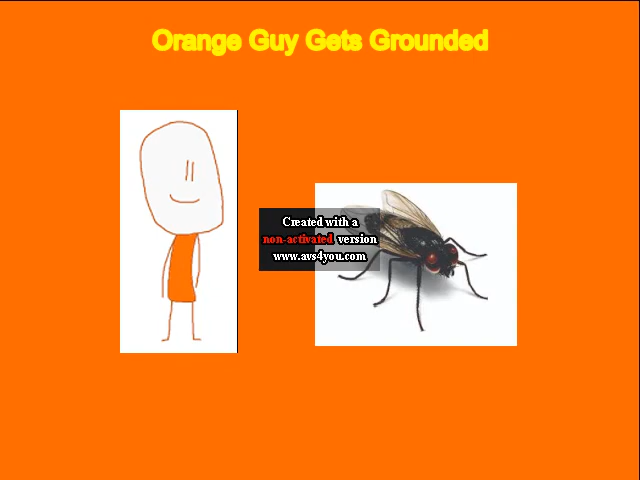 Orange Guy Gets Grounded
Created with a
non-activated version
www.avs4you.com